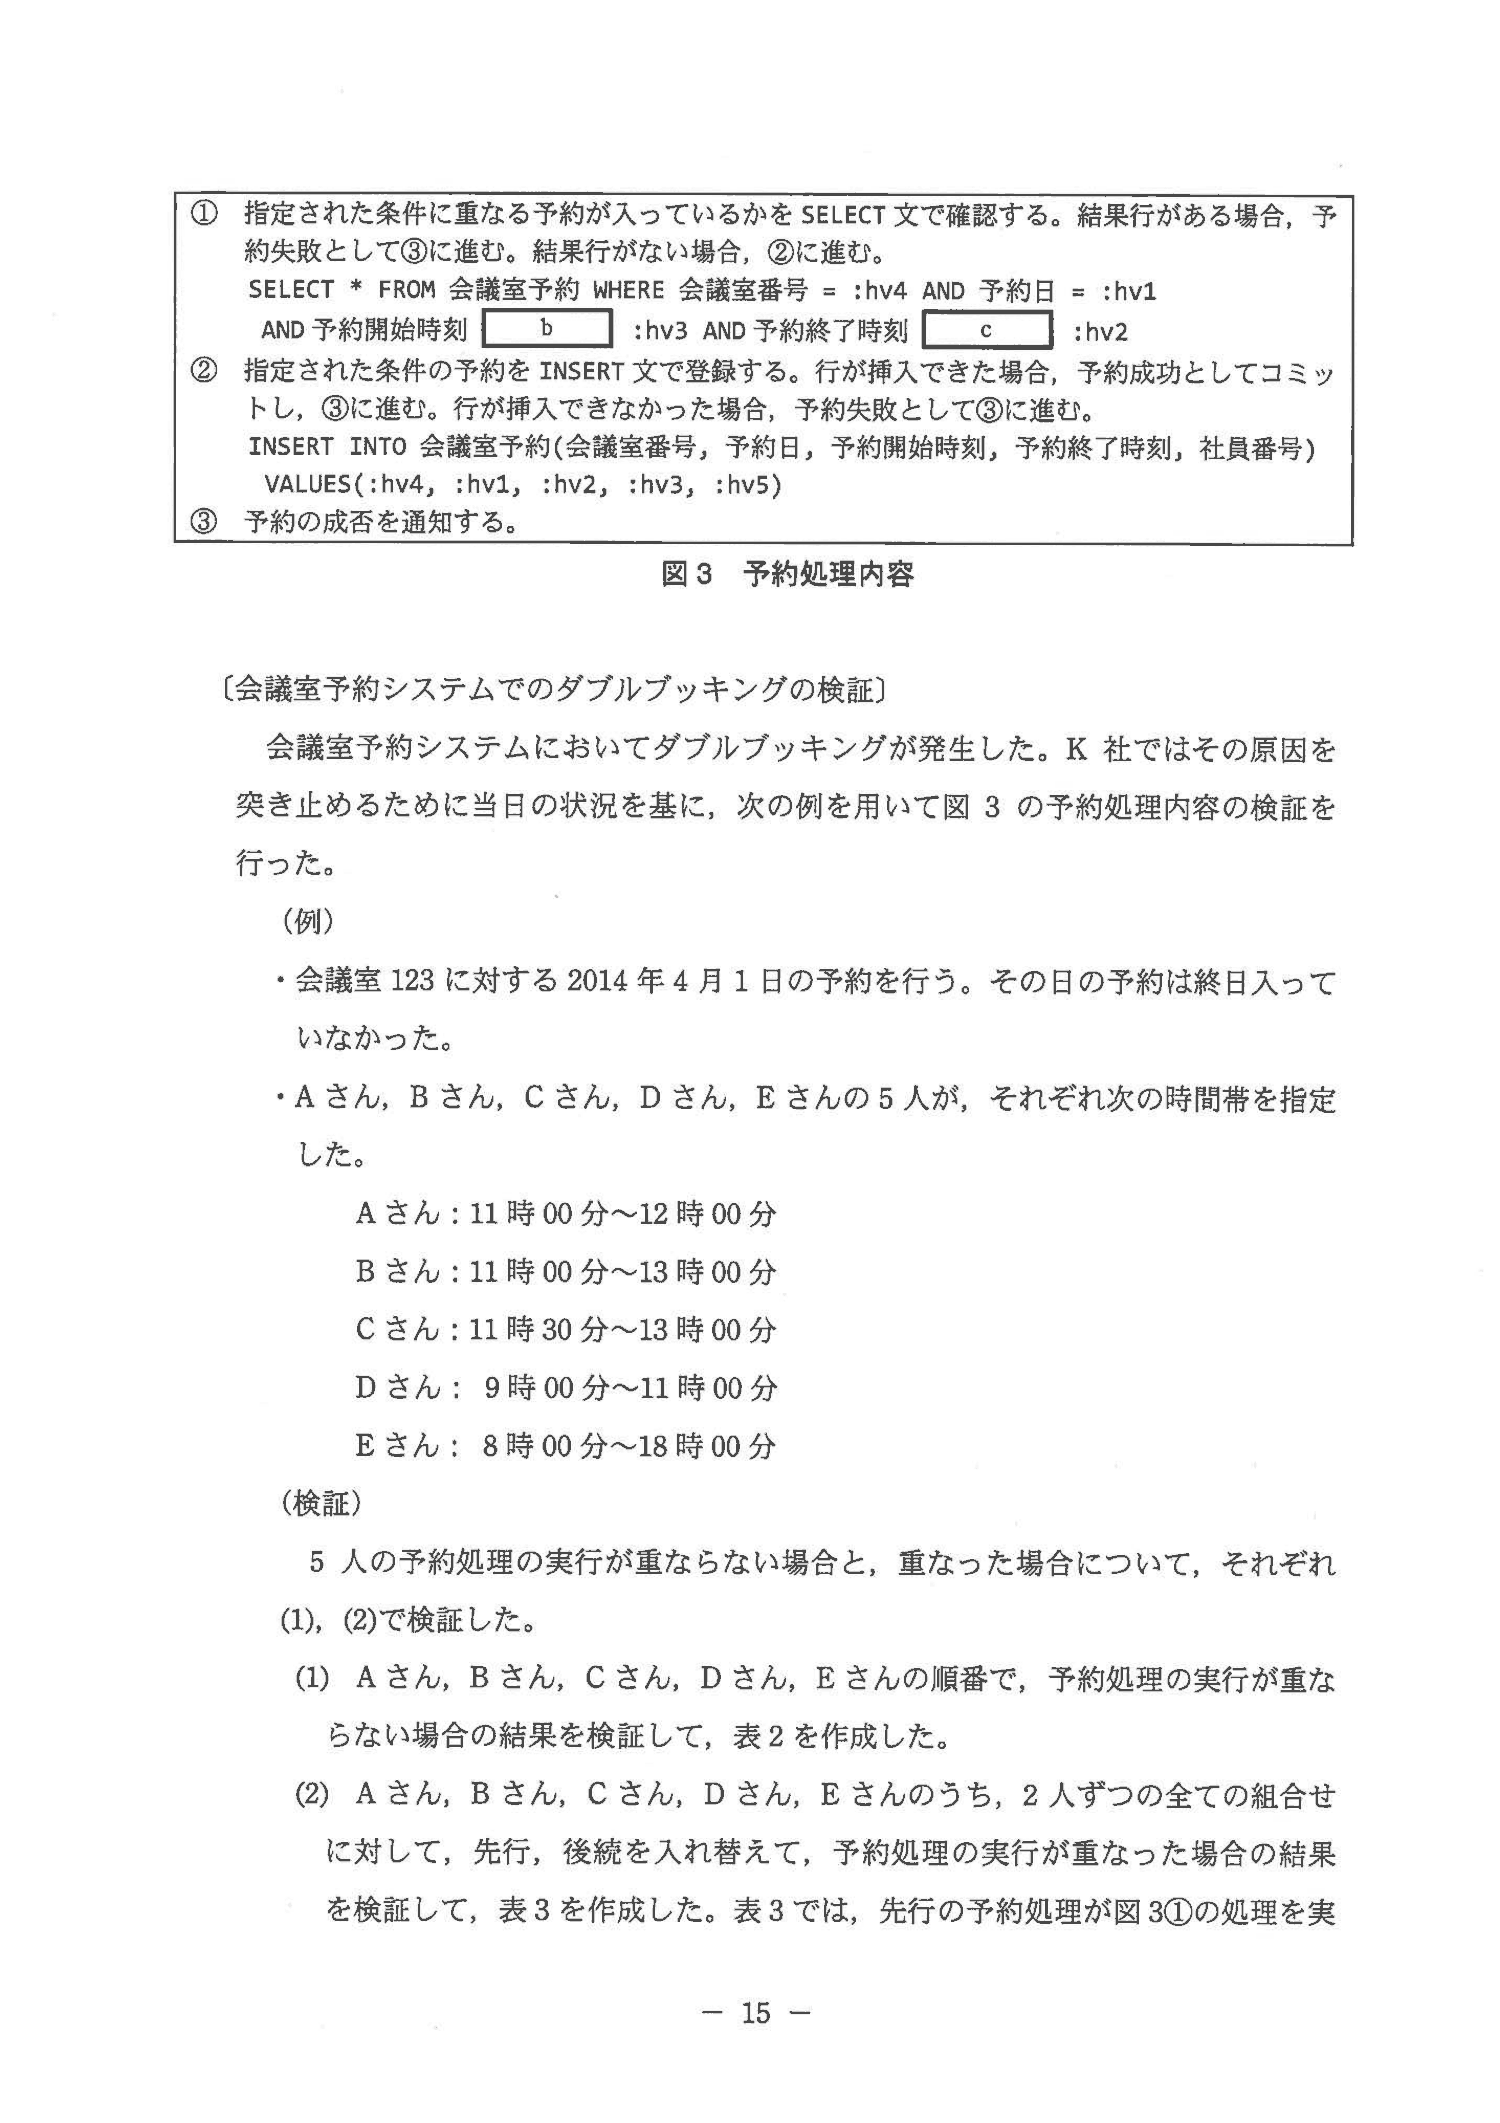 ① 指定された条件に重なる予約が入っているかを SELECT 文で確認する。結果行がある場合，予
約失敗として③に進む。結果行がない場合，②に進む。
SELECT * FROM 会議室予約 WHERE 会議室番号 = :hv4 AND 予約日 = :hv1
AND 予約開始時刻 b :hv3 AND 予約終了時刻 c :hv2
② 指定された条件の予約を INSERT 文で登録する。行が挿入できた場合，予約成功としてコミッ
トし，③に進む。行が挿入できなかった場合，予約失敗として③に進む。
INSERT INTO 会議室予約(会議室番号, 予約日, 予約開始時刻, 予約終了時刻, 社員番号)
VALUES(:hv4, :hv1, :hv2, :hv3, :hv5)
③ 予約の成否を通知する。
図3 予約処理内容
〔会議室予約システムでのダブルブッキングの検証〕
会議室予約システムにおいてダブルブッキングが発生した。K 社ではその原因を
突き止めるために当日の状況を基に，次の例を用いて図 3 の予約処理内容の検証を
行った。
（例）
・会議室 123 に対する 2014 年 4 月 1 日の予約を行う。その日の予約は終日入って
いなかった。
・A さん，B さん，C さん，D さん，E さんの 5 人が，それぞれ次の時間帯を指定
した。
A さん：11 時 00 分〜12 時 00 分
B さん：11 時 00 分〜13 時 00 分
C さん：11 時 30 分〜13 時 00 分
D さん： 9 時 00 分〜11 時 00 分
E さん： 8 時 00 分〜18 時 00 分
（検証）
5 人の予約処理の実行が重ならない場合と，重なった場合について，それぞれ
(1)，(2)で検証した。
(1) A さん，B さん，C さん，D さん，E さんの順番で，予約処理の実行が重な
らない場合の結果を検証して，表 2 を作成した。
(2) A さん，B さん，C さん，D さん，E さんのうち，2 人ずつの全ての組合せ
に対して，先行，後続を入れ替えて，予約処理の実行が重なった場合の結果
を検証して，表 3 を作成した。表 3 では，先行の予約処理が図 3①の処理を実
－ 15 －